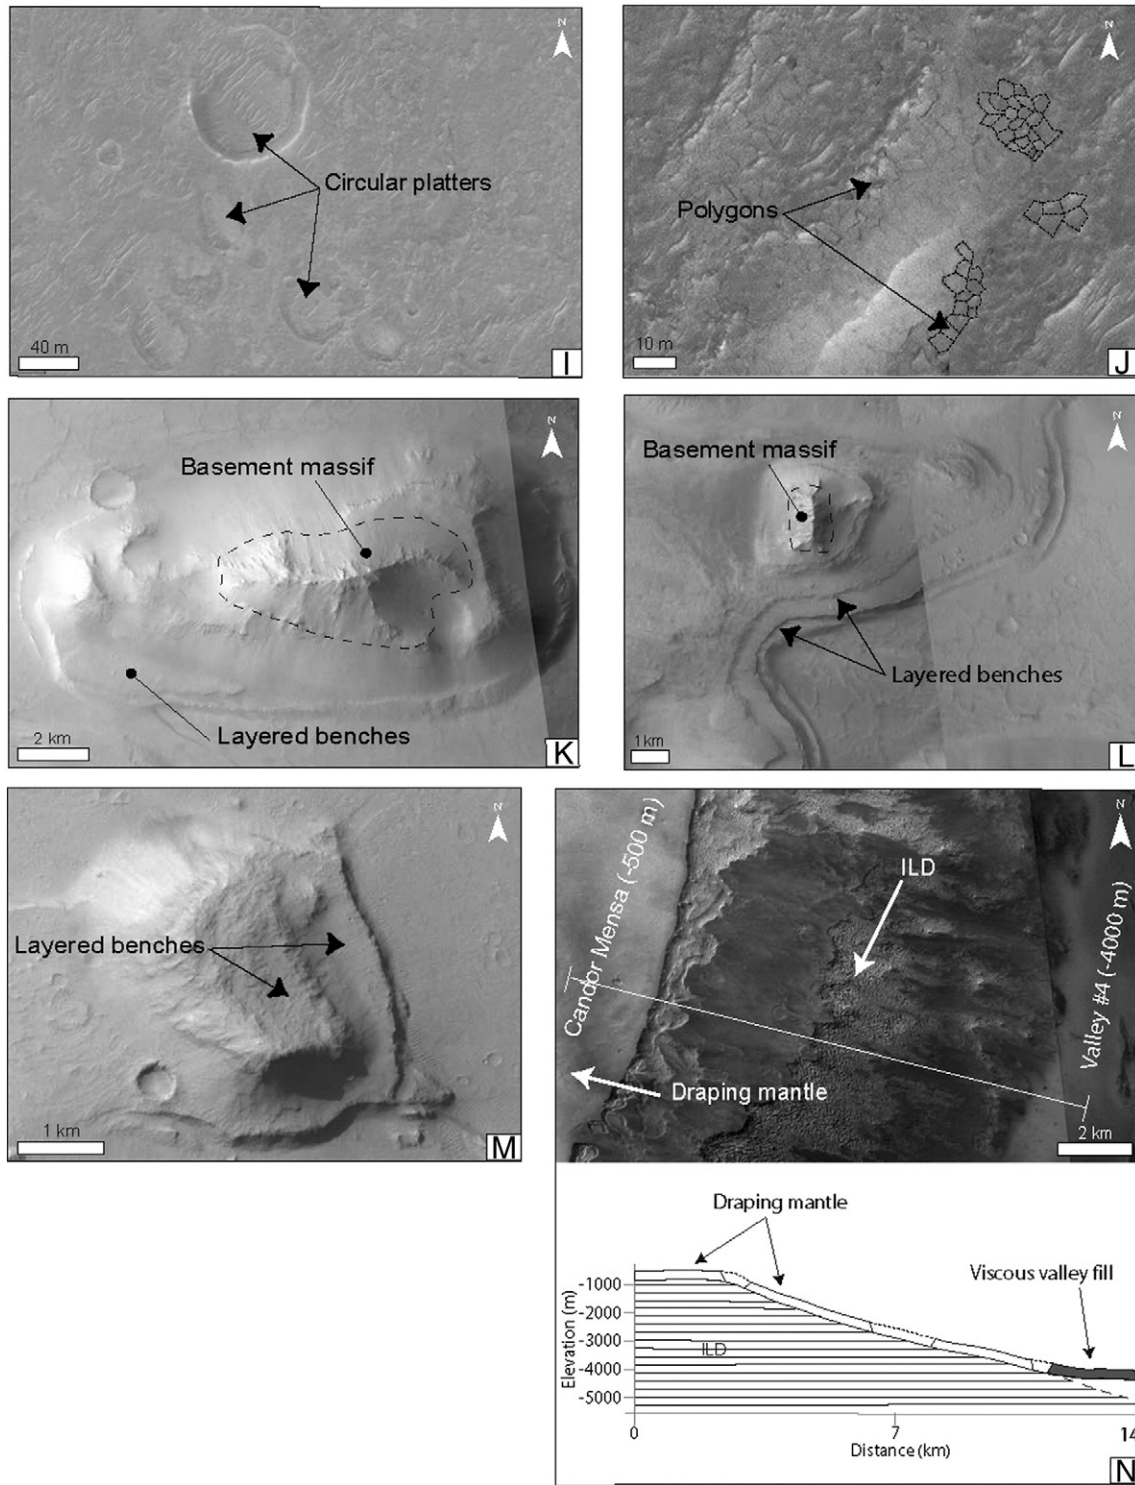 N
Circular platters
40 m
I
N
Polygons
10 m
J
N
Basement massif
Layered benches
2 km
K
N
Basement massif
Layered benches
1 km
L
N
Layered benches
1 km
M
N
ILD
Candor Mensa (-500 m)
Valley #4 (-4000 m)
Draping mantle
2 km
Draping mantle
Viscous valley fill
Elevation (m)
-1000
-2000
-3000
ILD
-4000
-5000
0
7
14
Distance (km)
N